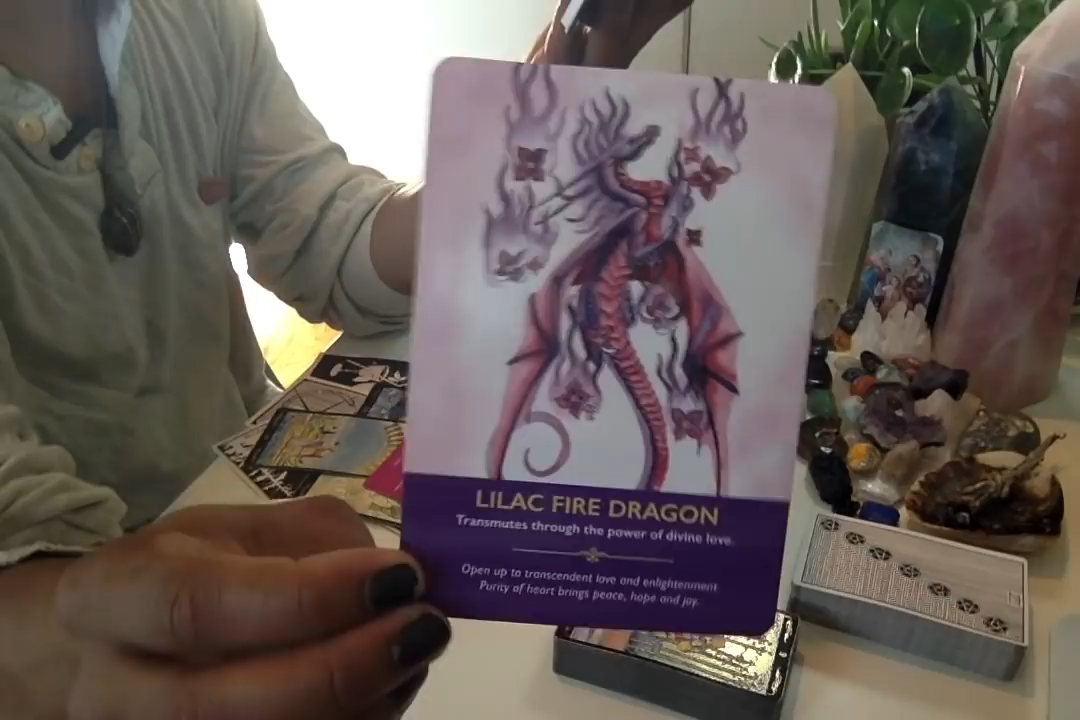 LILAC FIRE DRAGON
Transmutes through the power of divine love.
Open up to transcendent love and enlightenment
Purity of heart brings peace, hope and joy.